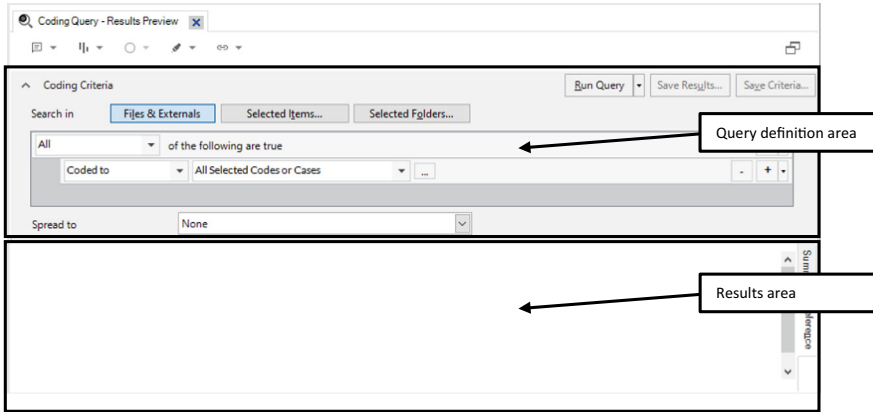 Coding Query - Results Preview
Coding Criteria
Run Query
Save Results...
Save Criteria...
Search in
Files & Externals
Selected Items...
Selected Folders...
All
of the following are true
Query definition area
Coded to
All Selected Codes or Cases
...
-
+
Spread to
None
Results area